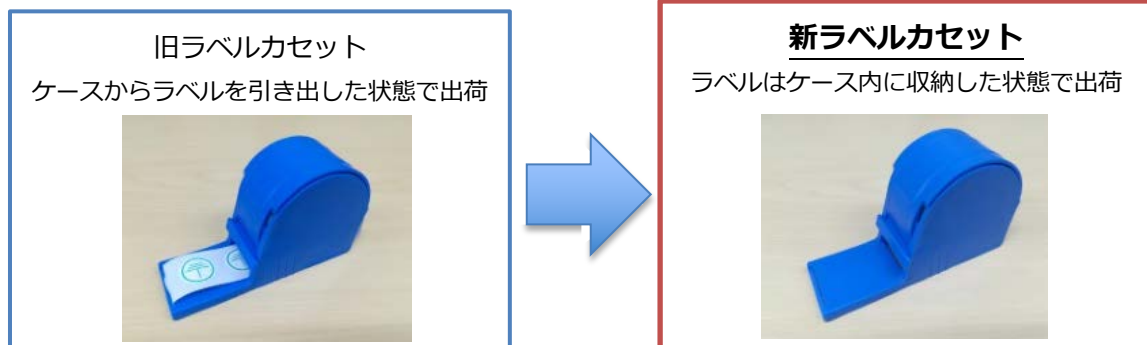 旧ラベルカセット
ケースからラベルを引き出した状態で出荷
新ラベルカセット
ラベルはケース内に収納した状態で出荷